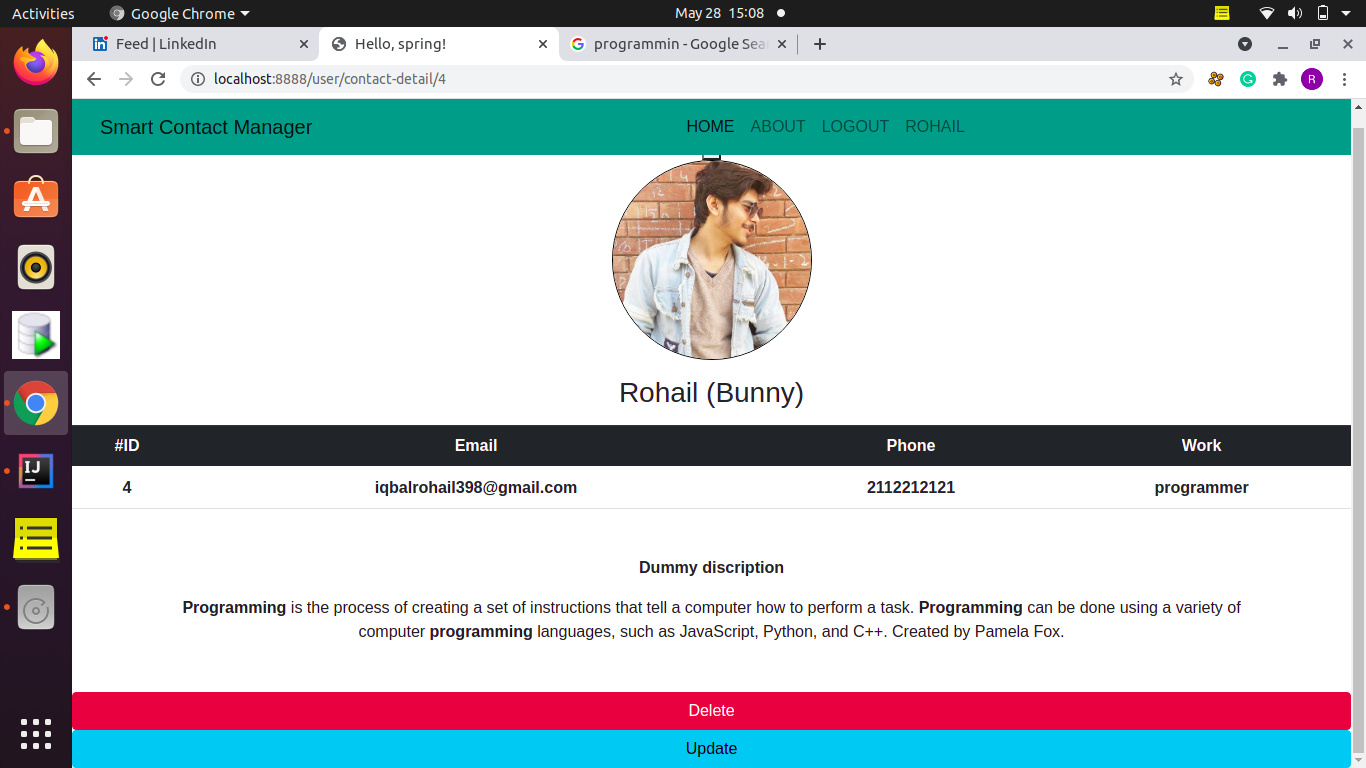 Activities Google Chrome May 28 15:08
Feed | LinkedIn Hello, spring! programmin - Google Sea
localhost:8888/user/contact-detail/4 R
Smart Contact Manager HOME ABOUT LOGOUT ROHAIL
Rohail (Bunny)
#ID Email Phone Work
4 iqbalrohail398@gmail.com 2112212121 programmer
Dummy discription
Programming is the process of creating a set of instructions that tell a computer how to perform a task. Programming can be done using a variety of
computer programming languages, such as JavaScript, Python, and C++. Created by Pamela Fox.
Delete
Update